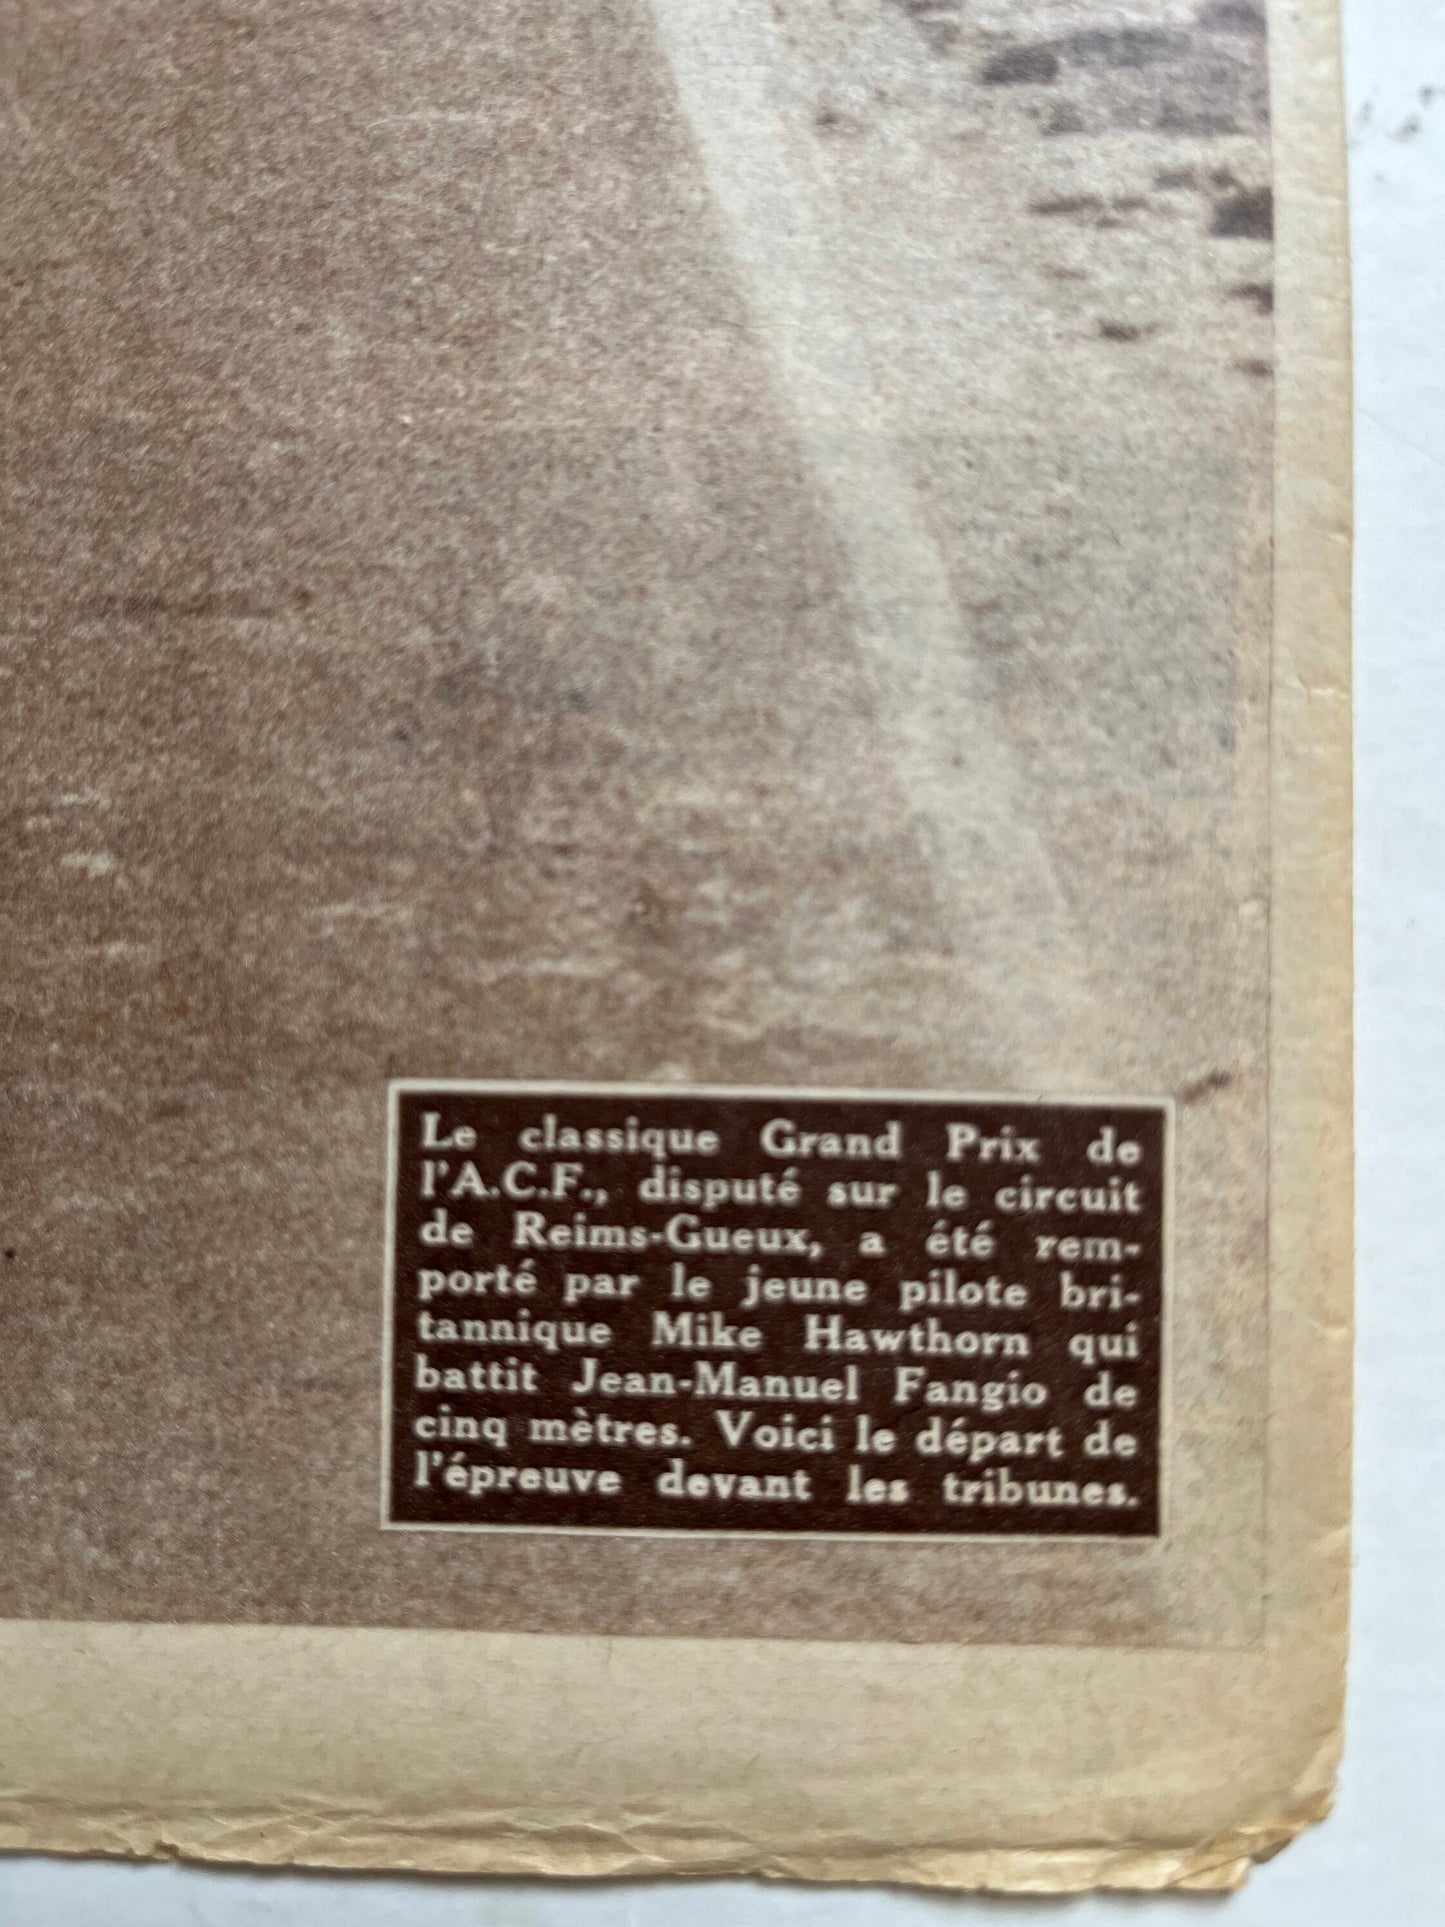 Le classique Grand Prix de
l'A.C.F., disputé sur le circuit
de Reims-Gueux, a été rem-
porté par le jeune pilote bri-
tannique Mike Hawthorn qui
battit Jean-Manuel Fangio de
cinq mètres. Voici le départ de
l'épreuve devant les tribunes.